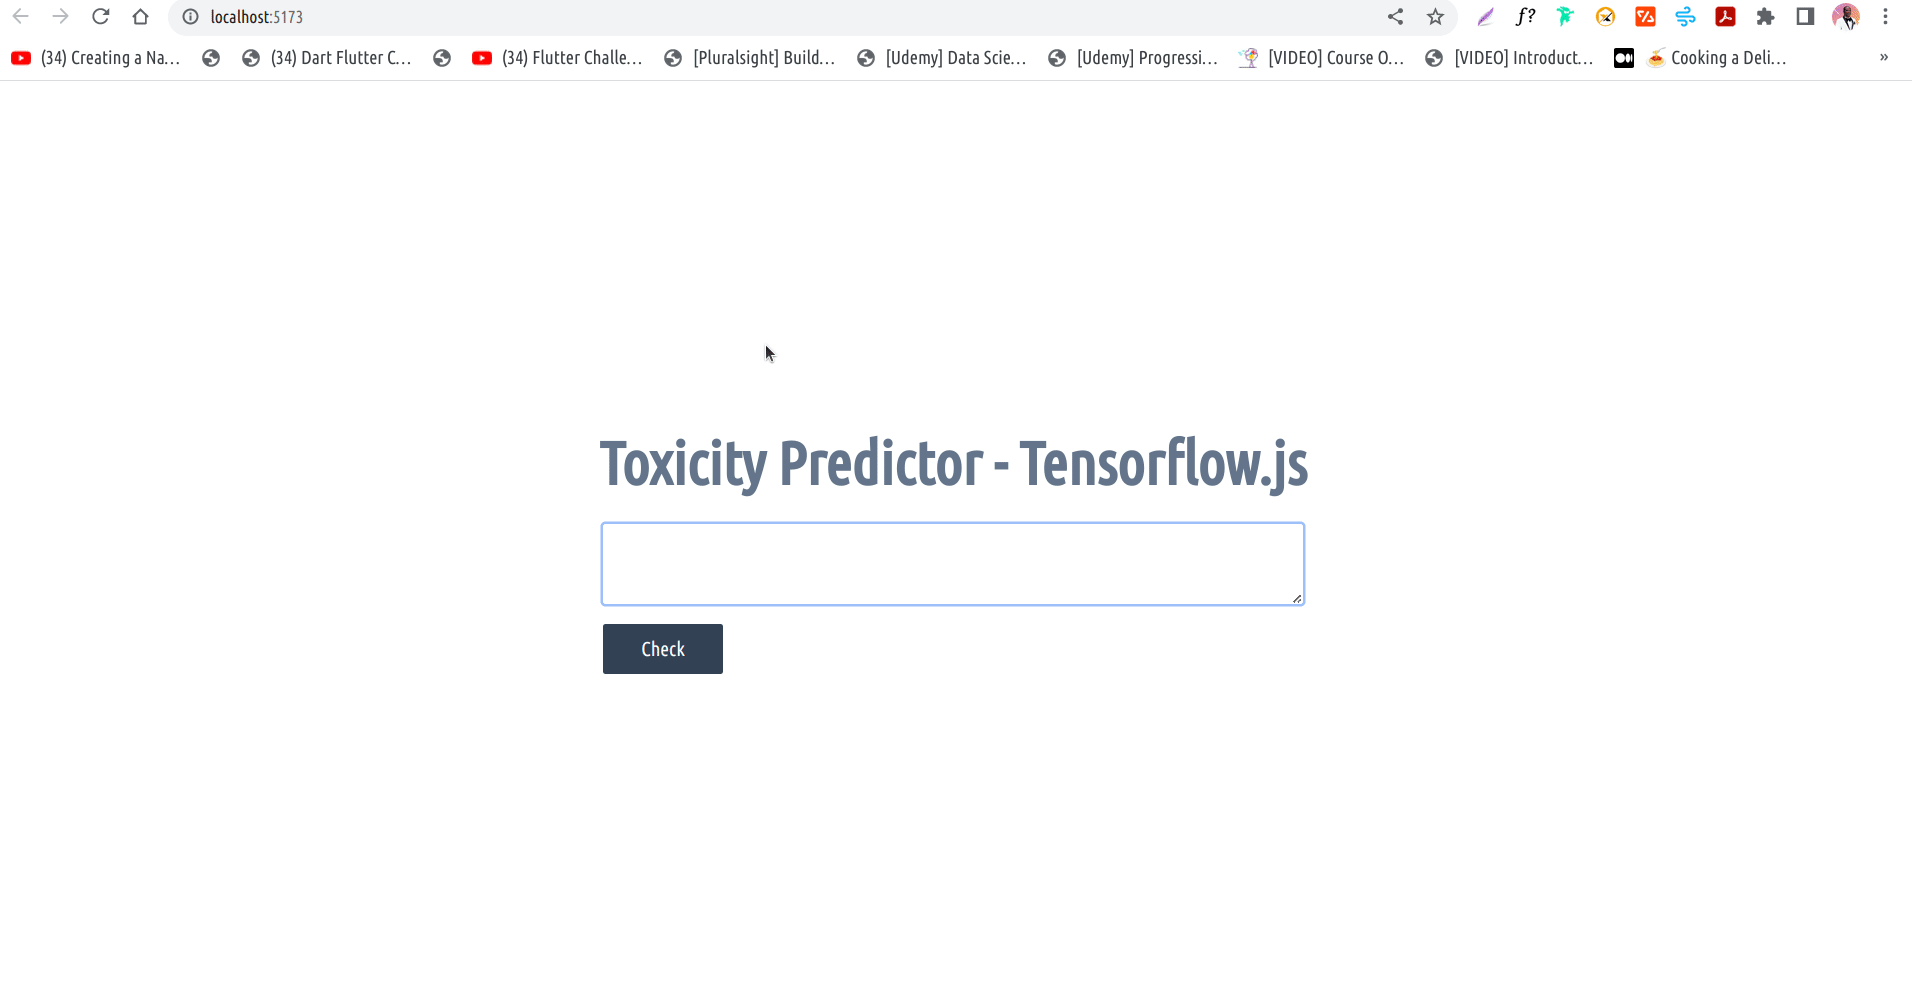 localhost:5173
f?
(34) Creating a Na... (34) Dart Flutter C... (34) Flutter Challe... [Pluralsight] Build... [Udemy] Data Scie... [Udemy] Progressi... [VIDEO] Course O... [VIDEO] Introduct... Cooking a Deli... »
Toxicity Predictor - Tensorflow.js
Check